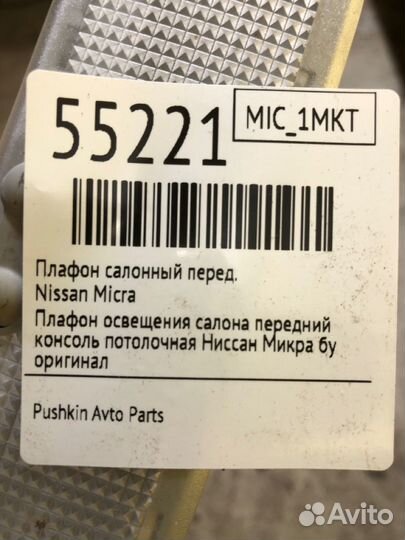 55221
MIC_1MKT
Плафон салонный перед.
Nissan Micra
Плафон освещения салона передний
консоль потолочная Ниссан Микра бу
оригинал
Pushkin Avto Parts
Avito